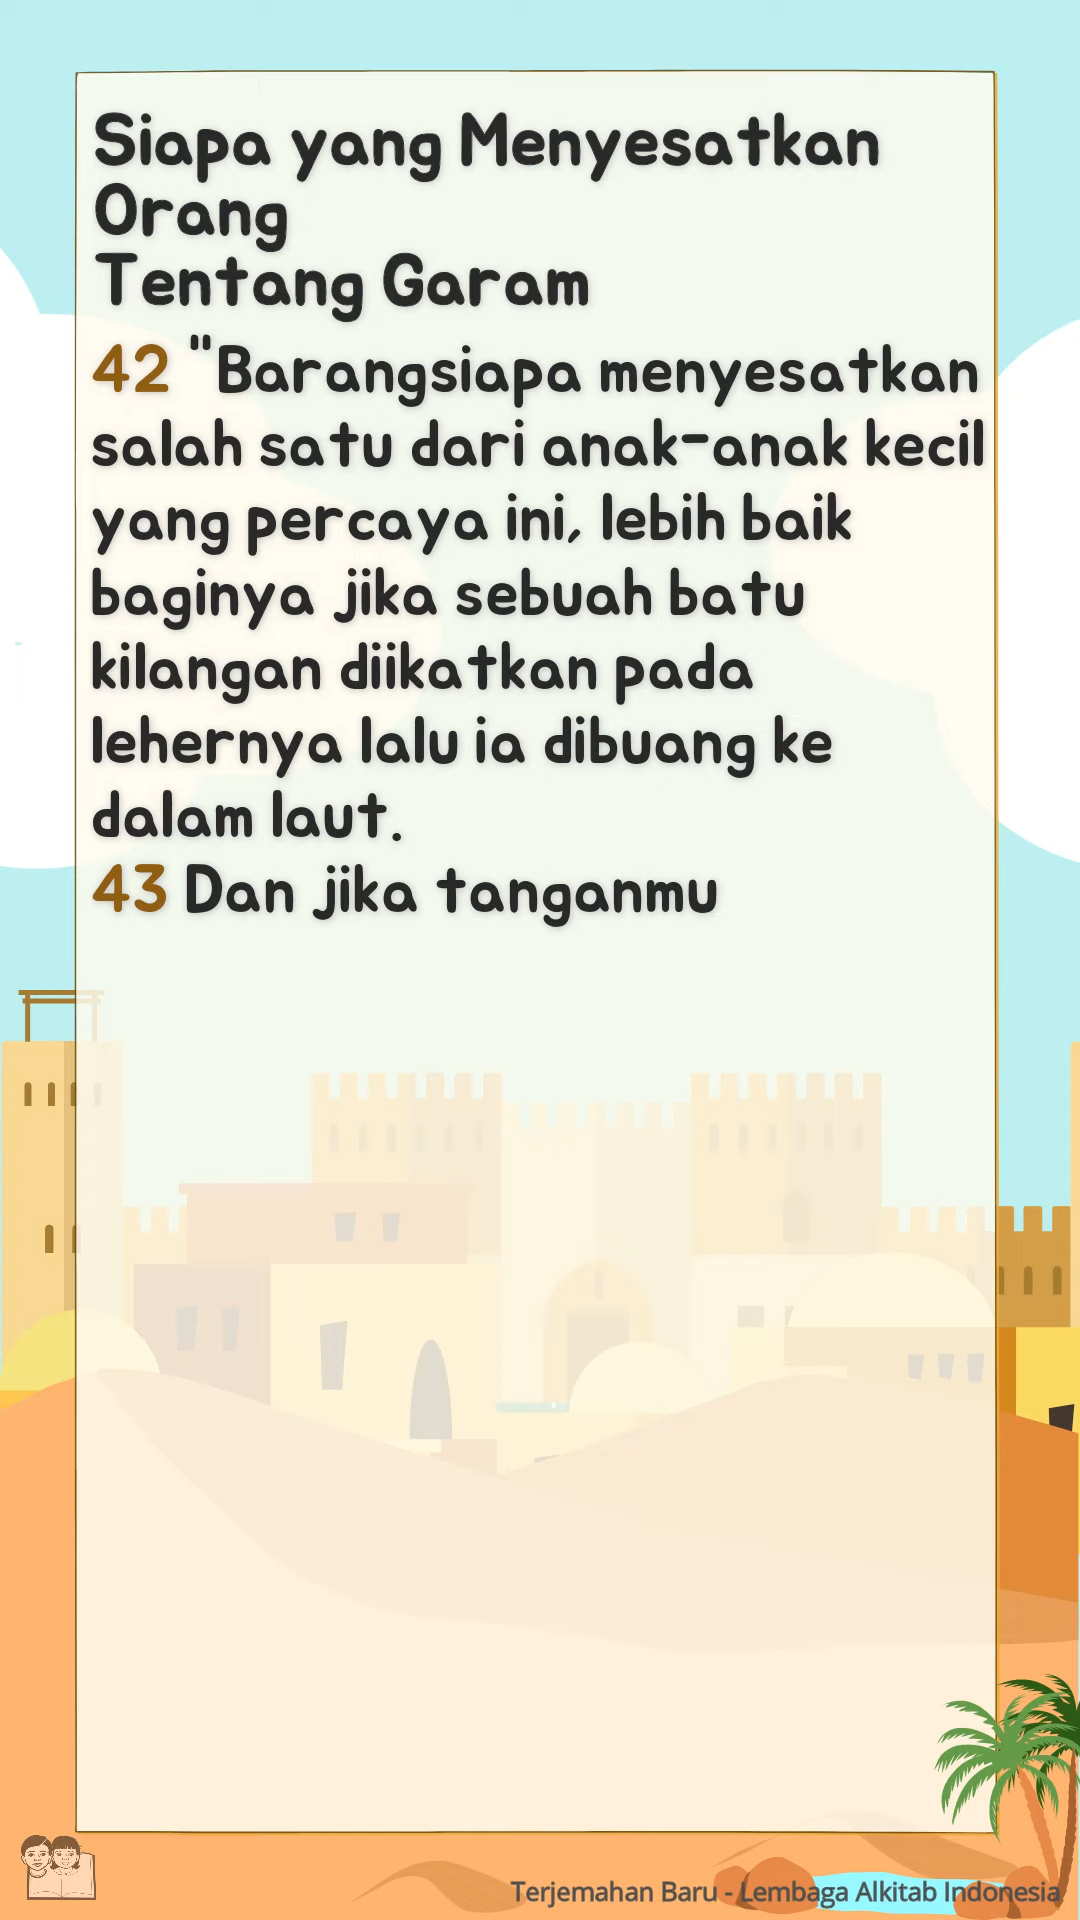 Siapa yang Menyesatkan
Orang
Tentang Garam
42 "Barangsiapa menyesatkan
salah satu dari anak-anak kecil
yang percaya ini, lebih baik
baginya jika sebuah batu
kilangan diikatkan pada
lehernya lalu ia dibuang ke
dalam laut.
43 Dan jika tanganmu
Terjemahan Baru - Lembaga Alkitab Indonesia